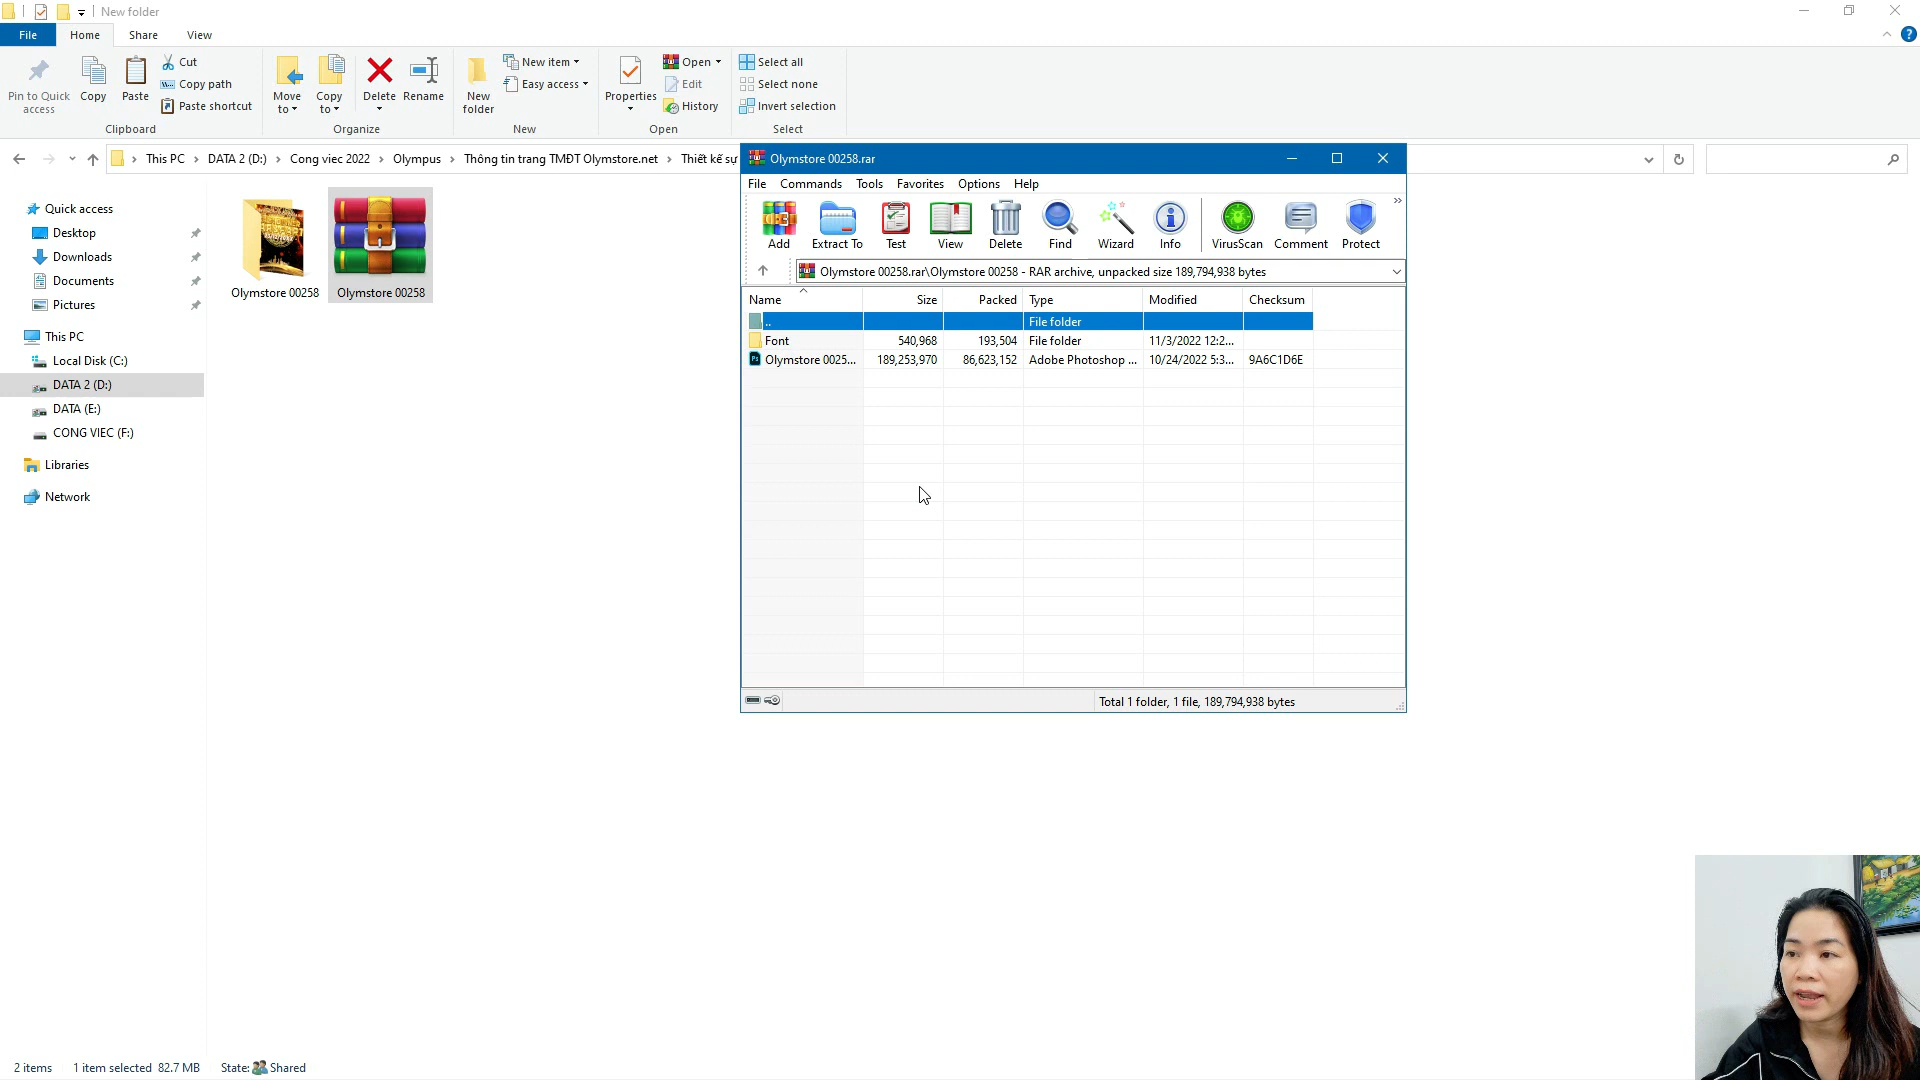 New folder
File Home Share View
Pin to Quick access
Copy
Paste
Cut
Copy path
Paste shortcut
Clipboard
Move to
Copy to
Delete
Rename
Organize
New folder
New item
Easy access
New
Properties
Open
Edit
History
Open
Select all
Select none
Invert selection
Select
This PC > DATA 2 (D:) > Cong viec 2022 > Olympus > Thông tin trang TMĐT Olymstore.net > Thiết kế sự
Quick access
Desktop
Downloads
Documents
Pictures
This PC
Local Disk (C:)
DATA 2 (D:)
DATA (E:)
CONG VIEC (F:)
Libraries
Network
Olymstore 00258
Olymstore 00258
Olymstore 00258.rar
File Commands Tools Favorites Options Help
Add Extract To Test View Delete Find Wizard Info VirusScan Comment Protect
Olymstore 00258.rar\Olymstore 00258 - RAR archive, unpacked size 189,794,938 bytes
Name Size Packed Type Modified Checksum
.. File folder
Font 540,968 193,504 File folder 11/3/2022 12:2...
Olymstore 0025... 189,253,970 86,623,152 Adobe Photoshop ... 10/24/2022 5:3... 9A6C1D6E
Total 1 folder, 1 file, 189,794,938 bytes
2 items 1 item selected 82.7 MB State: Shared